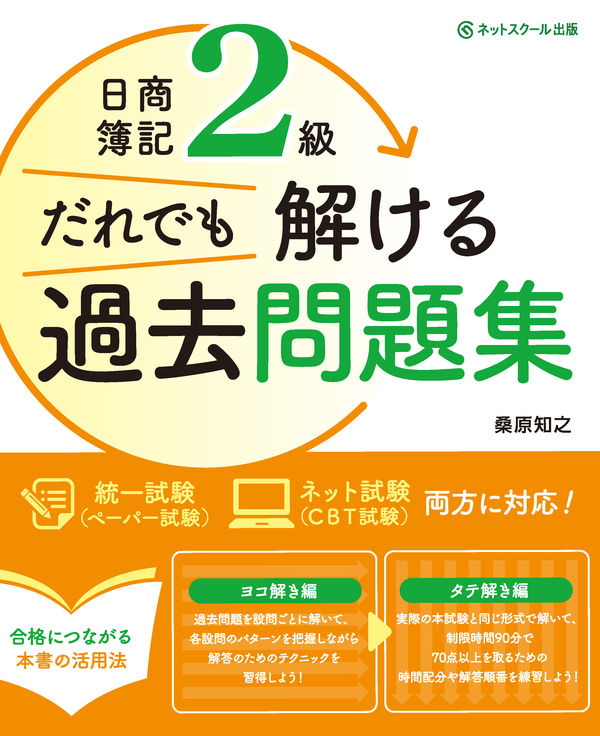 ネットスクール出版
日商
簿記
2級
だれでも解ける
過去問題集
桑原知之
統一試験
(ペーパー試験)
ネット試験
(CBT試験)
両方に対応!
合格につながる
本書の活用法
ヨコ解き編
過去問題を設問ごとに解いて、
各設問のパターンを把握しながら
解答のためのテクニックを
習得しよう!
タテ解き編
実際の本試験と同じ形式で解いて、
制限時間90分で
70点以上を取るための
時間配分や解答順番を練習しよう!